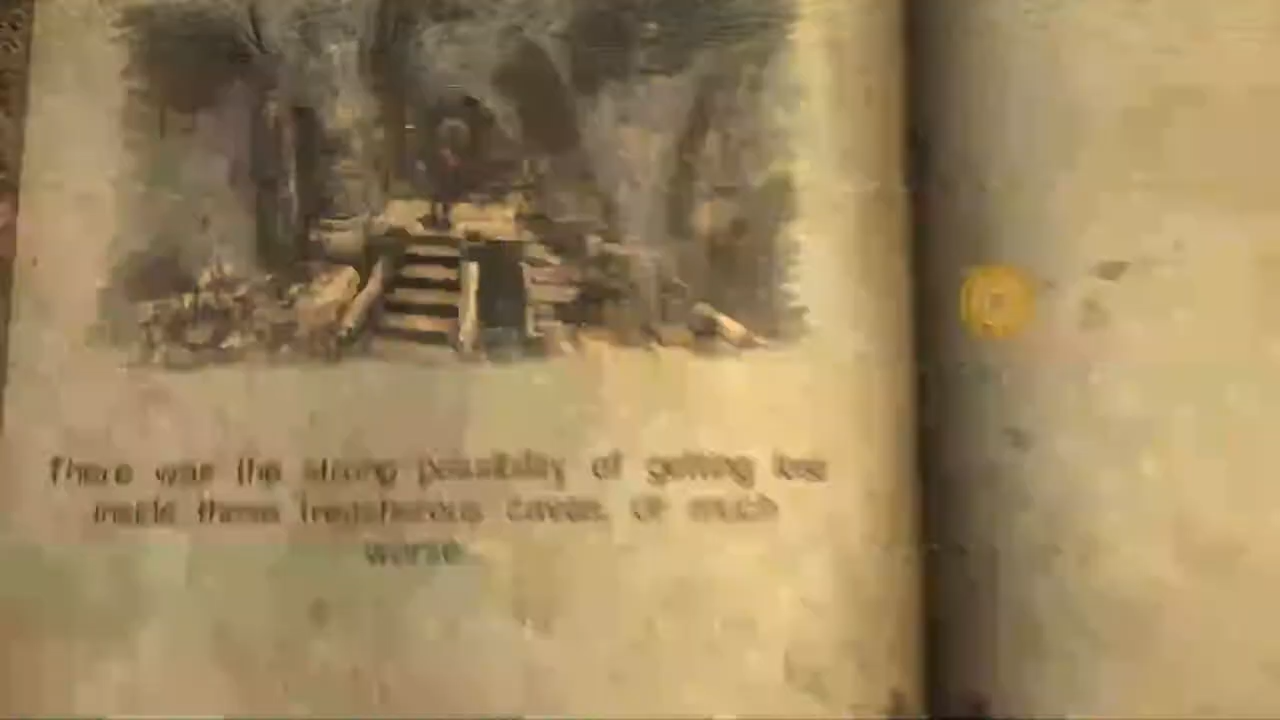 There was the strong possibility of getting lost
inside these treacherous caves, or much
worse.